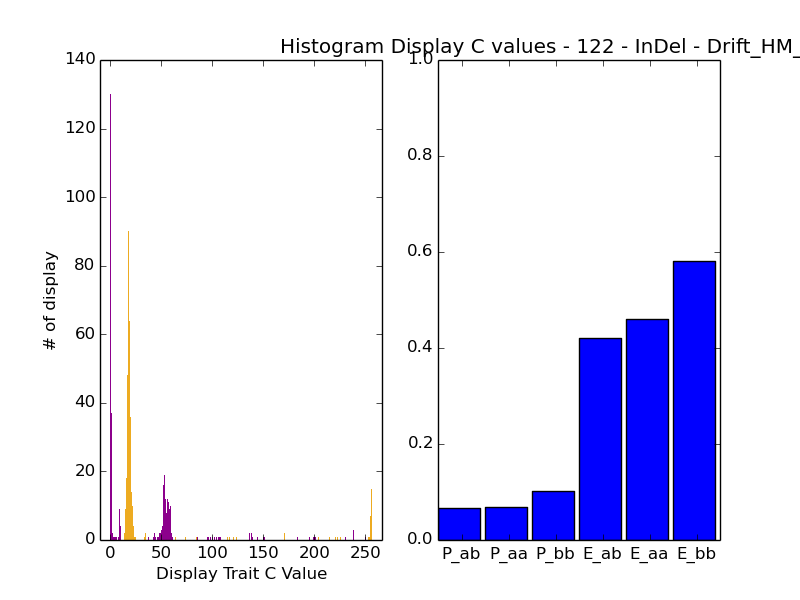 Histogram Display C values - 122 - InDel - Drift_HM_
140
120
100
80
60
40
20
0
# of display
0 50 100 150 200 250
Display Trait C Value
1.0
0.8
0.6
0.4
0.2
0.0
P_ab P_aa P_bb E_ab E_aa E_bb